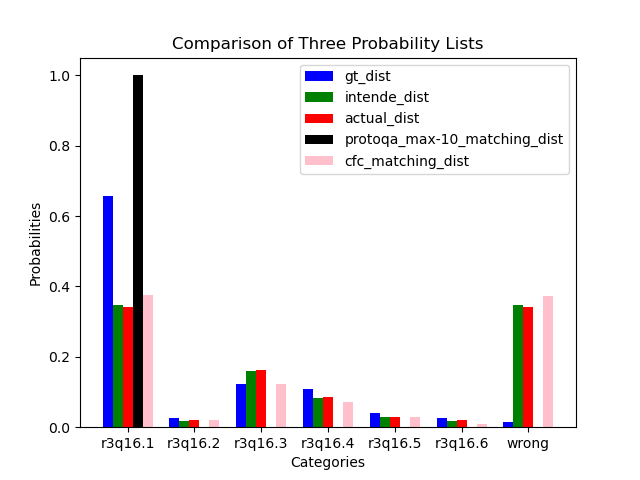 Comparison of Three Probability Lists
gt_dist
intende_dist
actual_dist
protoqa_max-10_matching_dist
cfc_matching_dist
Probabilities
1.0
0.8
0.6
0.4
0.2
0.0
r3q16.1 r3q16.2 r3q16.3 r3q16.4 r3q16.5 r3q16.6 wrong
Categories